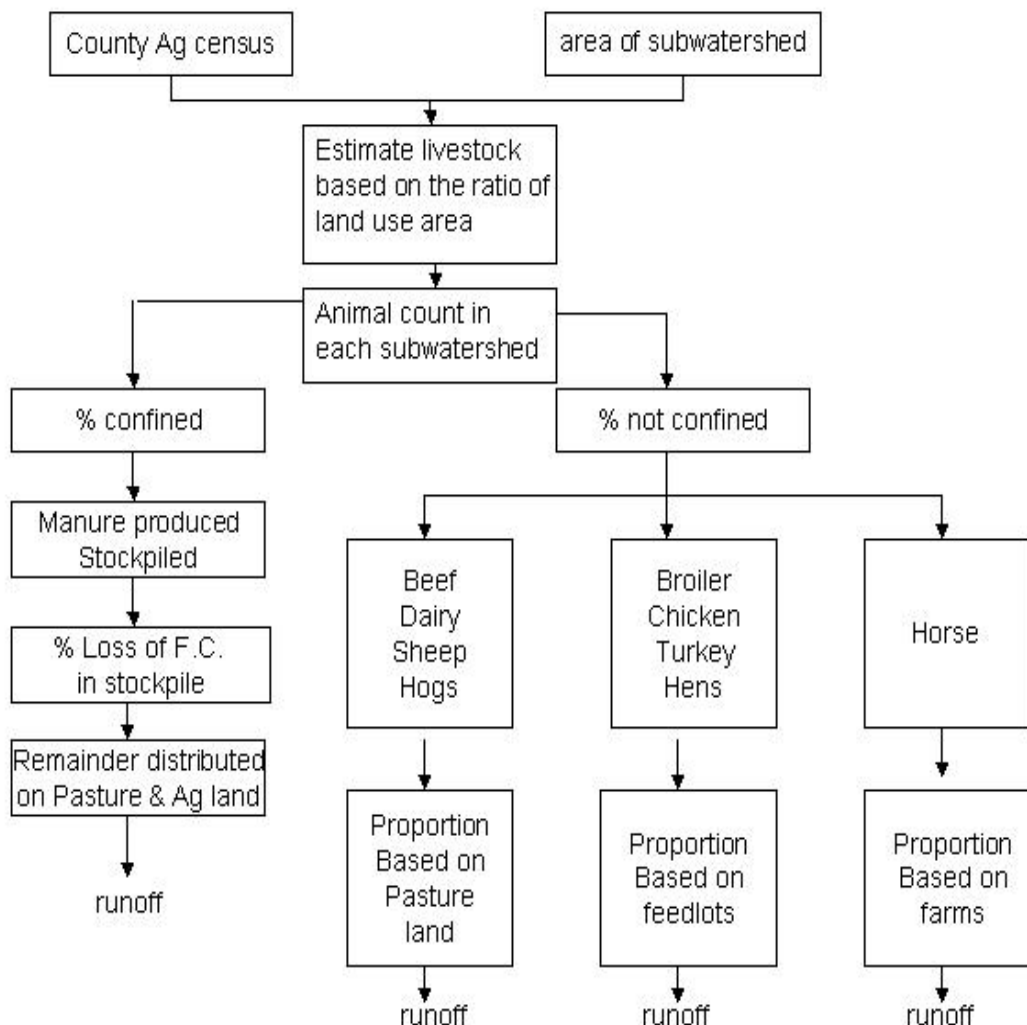 County Ag census
area of subwatershed
Estimate livestock
based on the ratio of
land use area
Animal count in
each subwatershed
% confined
% not confined
Manure produced
Stockpiled
% Loss of F.C.
in stockpile
Remainder distributed
on Pasture & Ag land
runoff
Beef
Dairy
Sheep
Hogs
Broiler
Chicken
Turkey
Hens
Horse
Proportion
Based on
Pasture
land
Proportion
Based on
feedlots
Proportion
Based on
farms
runoff
runoff
runoff